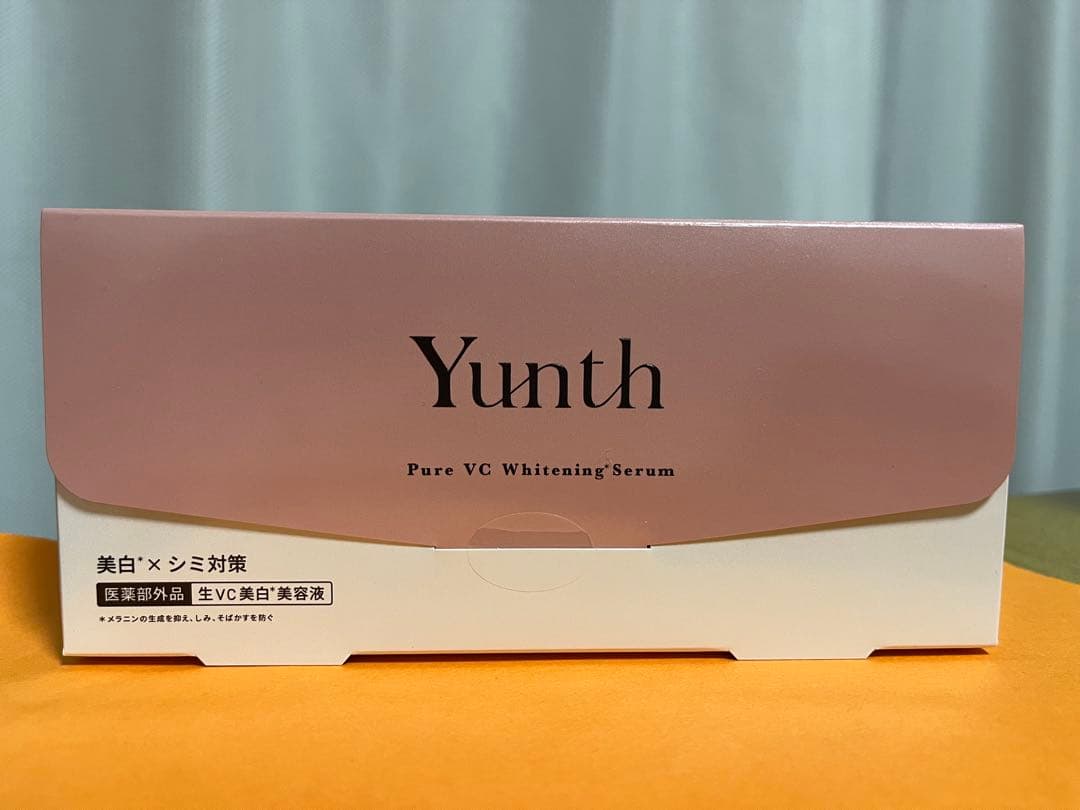 Yunth
Pure VC Whitening*Serum
美白*×シミ対策
医薬部外品 生VC美白*美容液
*メラニンの生成を抑え、しみ、そばかすを防ぐ